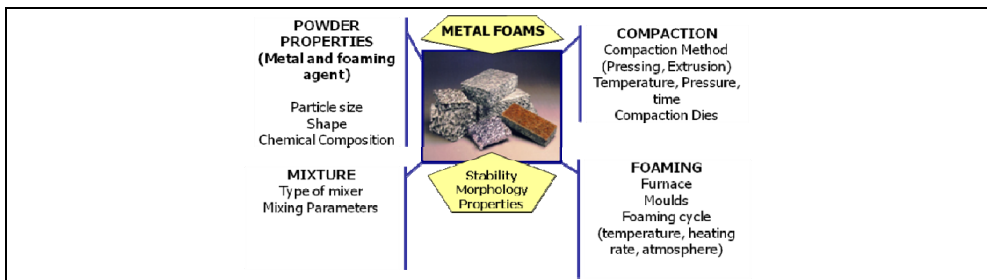 POWDER
PROPERTIES
(Metal and foaming
agent)
Particle size
Shape
Chemical Composition
METAL FOAMS
COMPACTION
Compaction Method
(Pressing, Extrusion)
Temperature, Pressure,
time
Compaction Dies
MIXTURE
Type of mixer
Mixing Parameters
Stability
Morphology
Properties
FOAMING
Furnace
Moulds
Foaming cycle
(temperature, heating
rate, atmosphere)